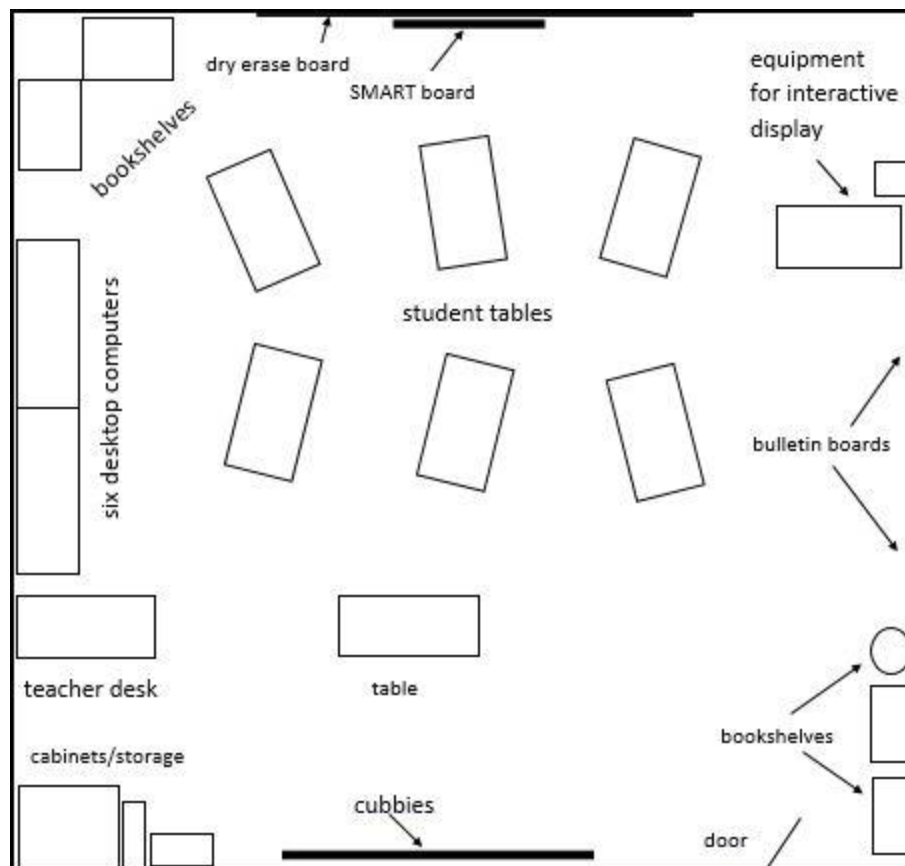 dry erase board
SMART board
equipment
for interactive
display
bookshelves
six desktop computers
student tables
bulletin boards
teacher desk
table
bookshelves
cabinets/storage
cubbies
door